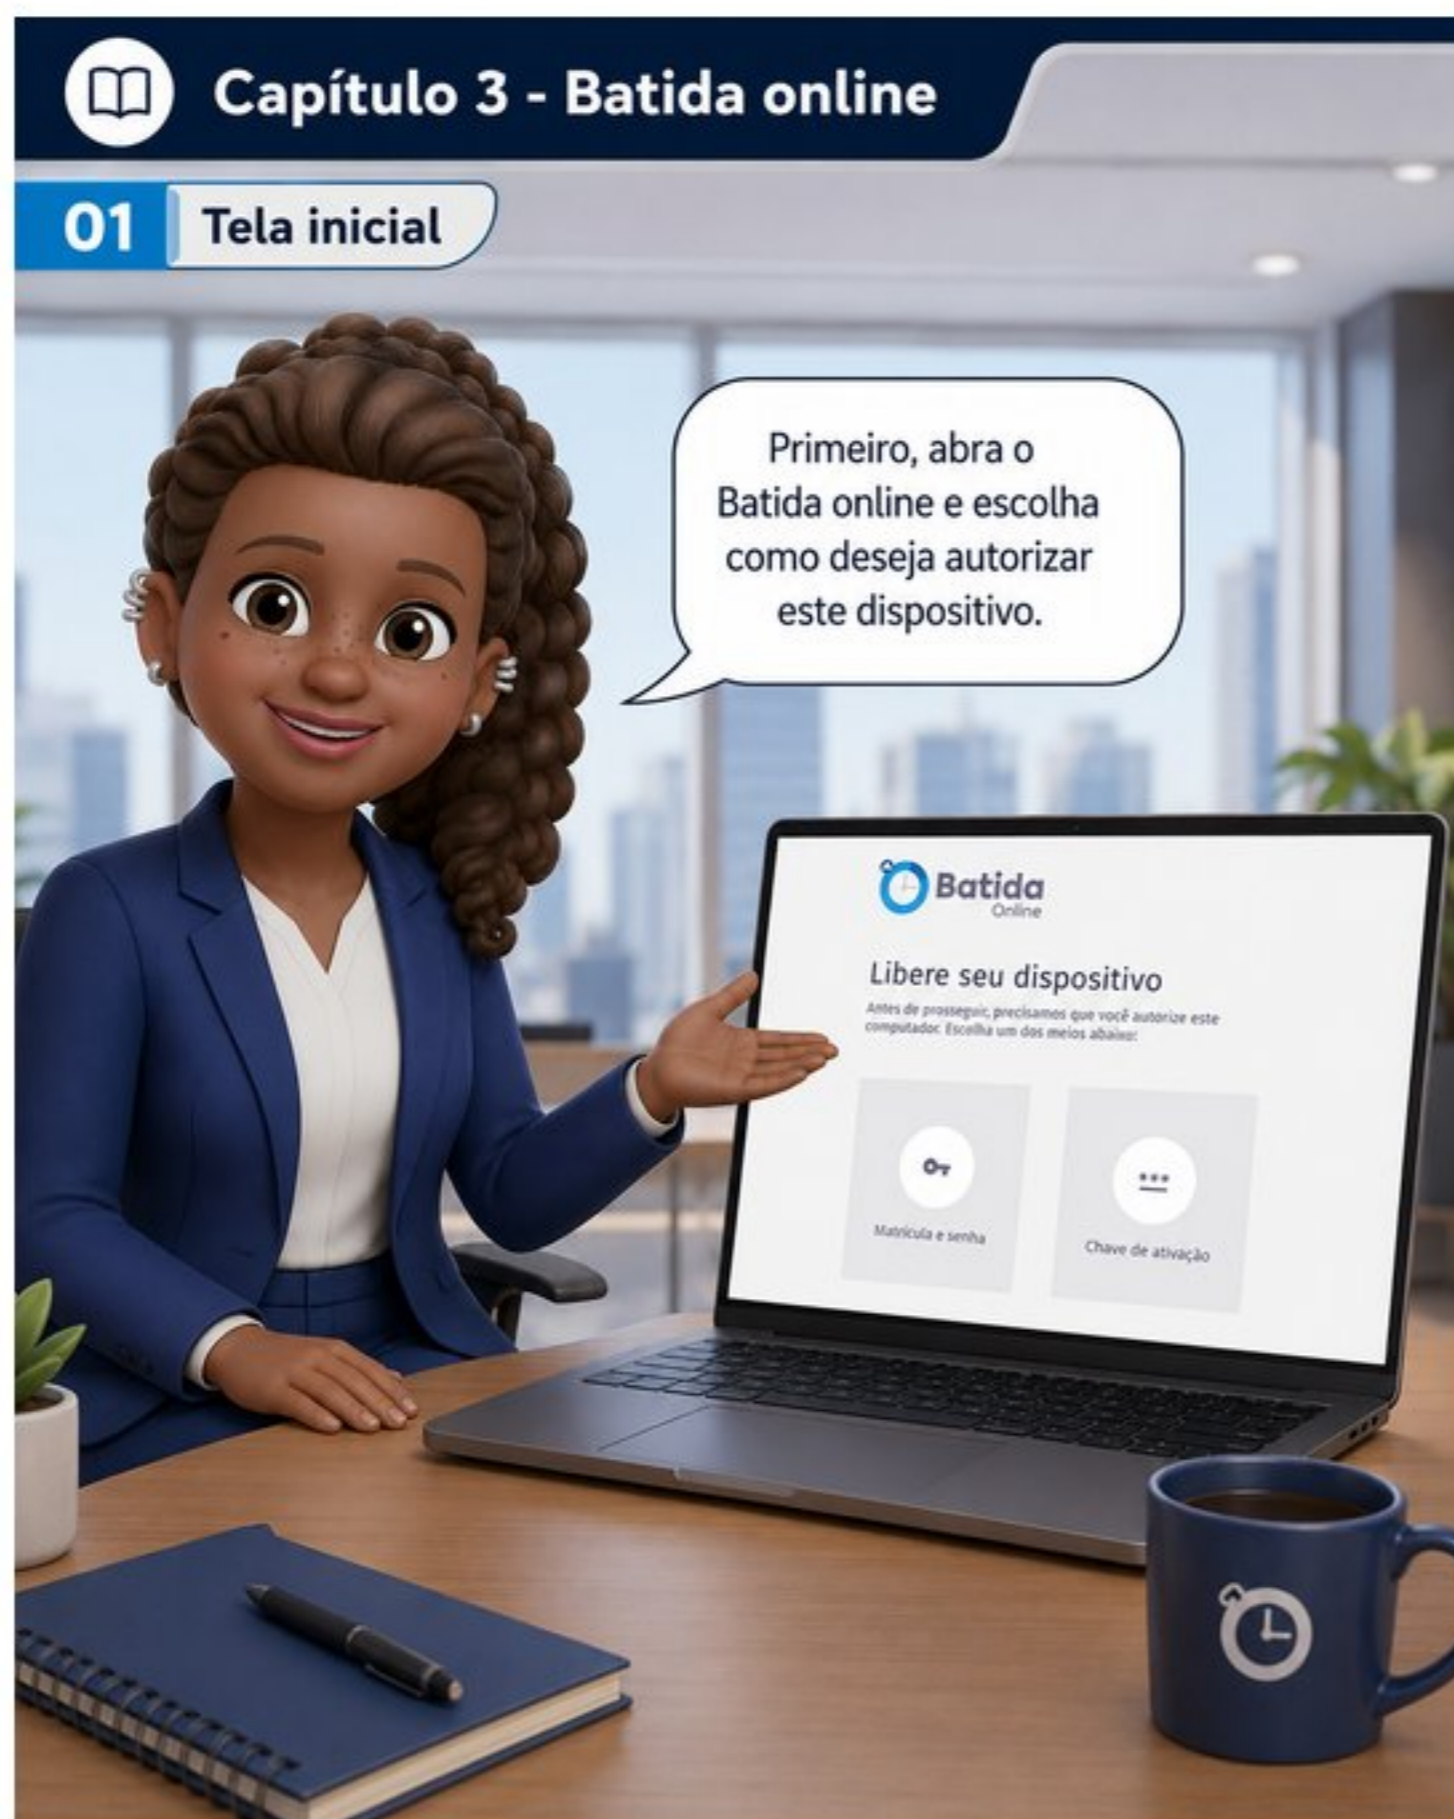 Capítulo 3 - Batida online
01 Tela inicial
Primeiro, abra o
Batida online e escolha
como deseja autorizar
este dispositivo.
Batida
Online
Libere seu dispositivo
Antes de prosseguir, precisamos que você autorize este
computador. Escolha um dos meios abaixo:
Matrícula e senha
Chave de ativação